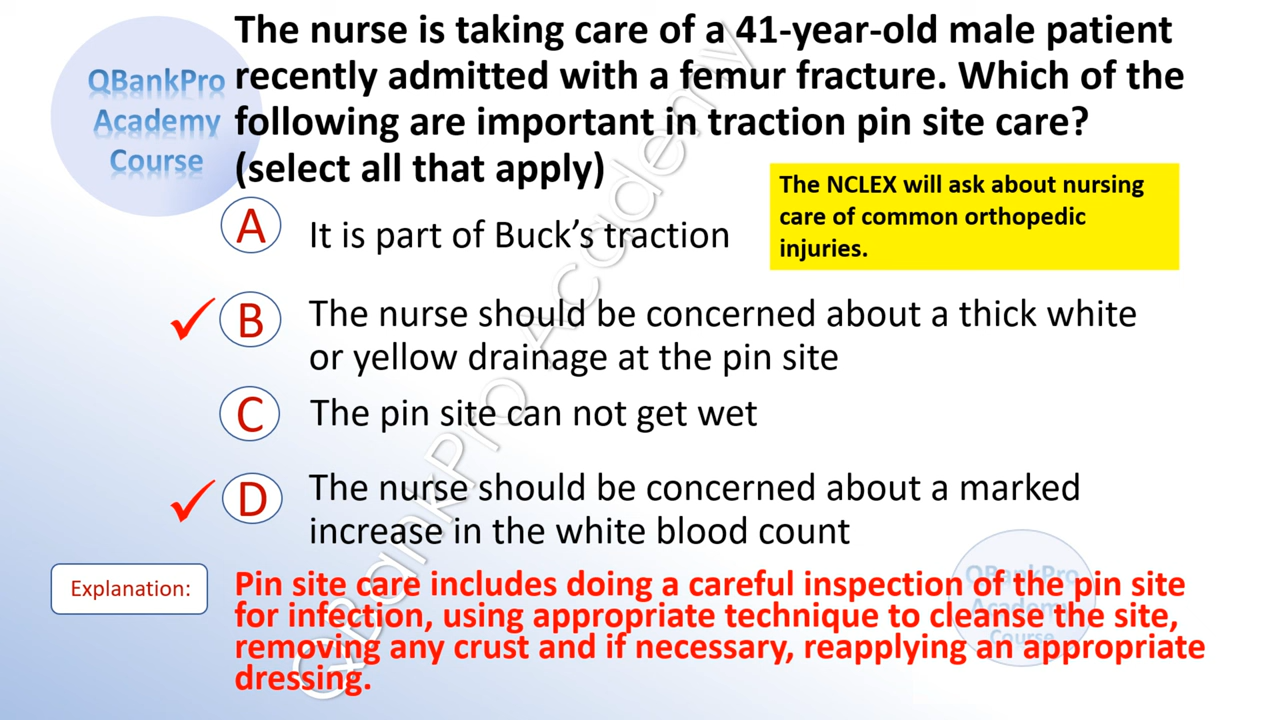 The nurse is taking care of a 41-year-old male patient
recently admitted with a femur fracture. Which of the
following are important in traction pin site care?
(select all that apply)
QBankPro
Academy
Course
The NCLEX will ask about nursing
care of common orthopedic
injuries.
A It is part of Buck's traction
B The nurse should be concerned about a thick white
or yellow drainage at the pin site
C The pin site can not get wet
D The nurse should be concerned about a marked
increase in the white blood count
Explanation:
Pin site care includes doing a careful inspection of the pin site
for infection, using appropriate technique to cleanse the site,
removing any crust and if necessary, reapplying an appropriate
dressing.
QBankPro
Academy
Course
QBankPro Academy